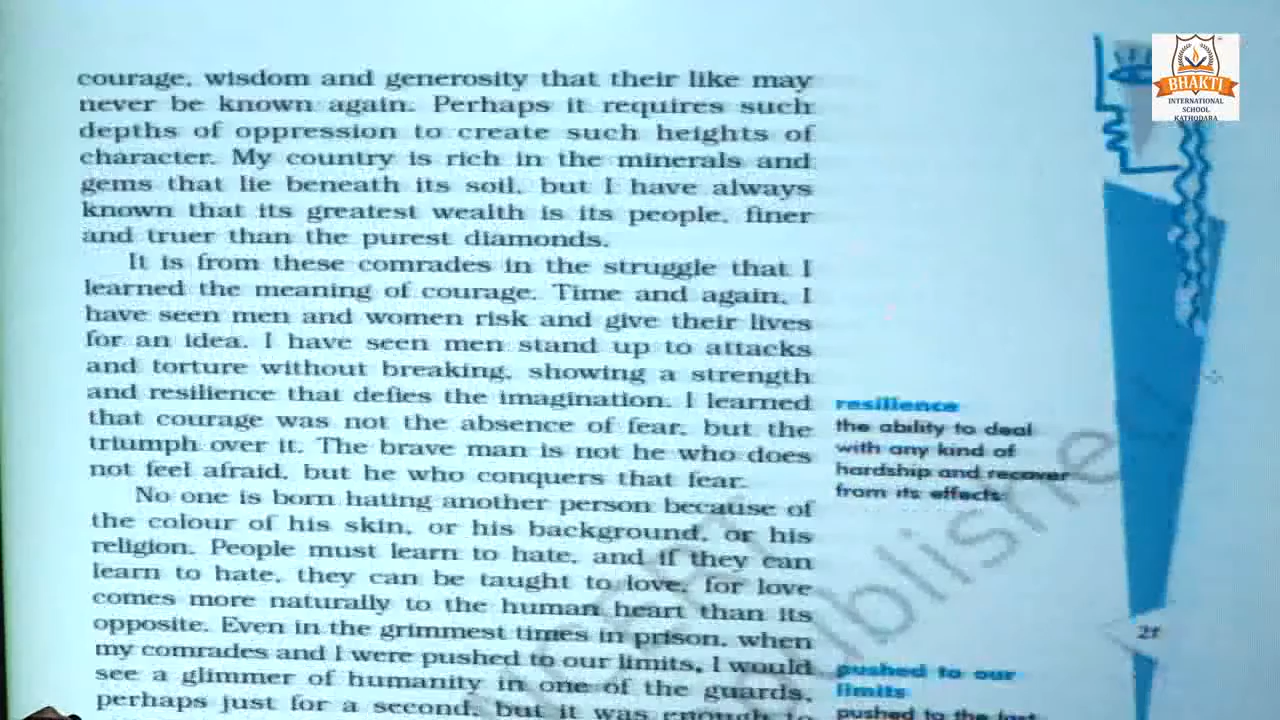 courage, wisdom and generosity that their like may
never be known again. Perhaps it requires such
depths of oppression to create such heights of
character. My country is rich in the minerals and
gems that lie beneath its soil, but I have always
known that its greatest wealth is its people, finer
and truer than the purest diamonds.
It is from these comrades in the struggle that I
learned the meaning of courage. Time and again, I
have seen men and women risk and give their lives
for an idea. I have seen men stand up to attacks
and torture without breaking, showing a strength
and resilience that defies the imagination. I learned
that courage was not the absence of fear, but the
triumph over it. The brave man is not he who does
not feel afraid, but he who conquers that fear.
No one is born hating another person because of
the colour of his skin, or his background, or his
religion. People must learn to hate, and if they can
learn to hate, they can be taught to love, for love
comes more naturally to the human heart than its
opposite. Even in the grimmest times in prison, when
my comrades and I were pushed to our limits, I would
see a glimmer of humanity in one of the guards,
perhaps just for a second, but it was enough to
resilience
the ability to deal
with any kind of
hardship and recover
from its effects
pushed to our
limits
pushed to the last
BHAKTI
INTERNATIONAL
SCHOOL
KATHODARA